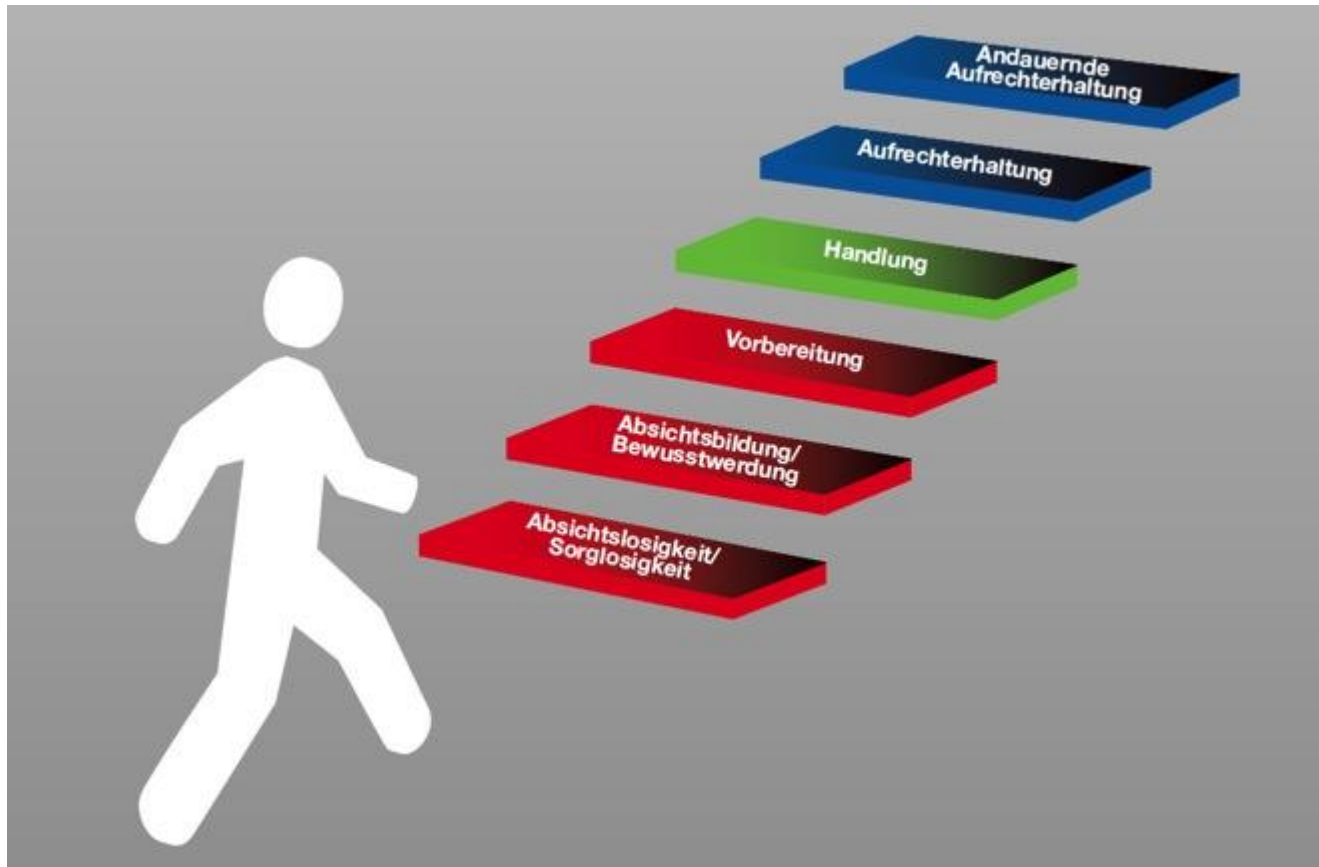 Andauernde
Aufrechterhaltung
Aufrechterhaltung
Handlung
Vorbereitung
Absichtsbildung/
Bewusstwerdung
Absichtslosigkeit/
Sorglosigkeit